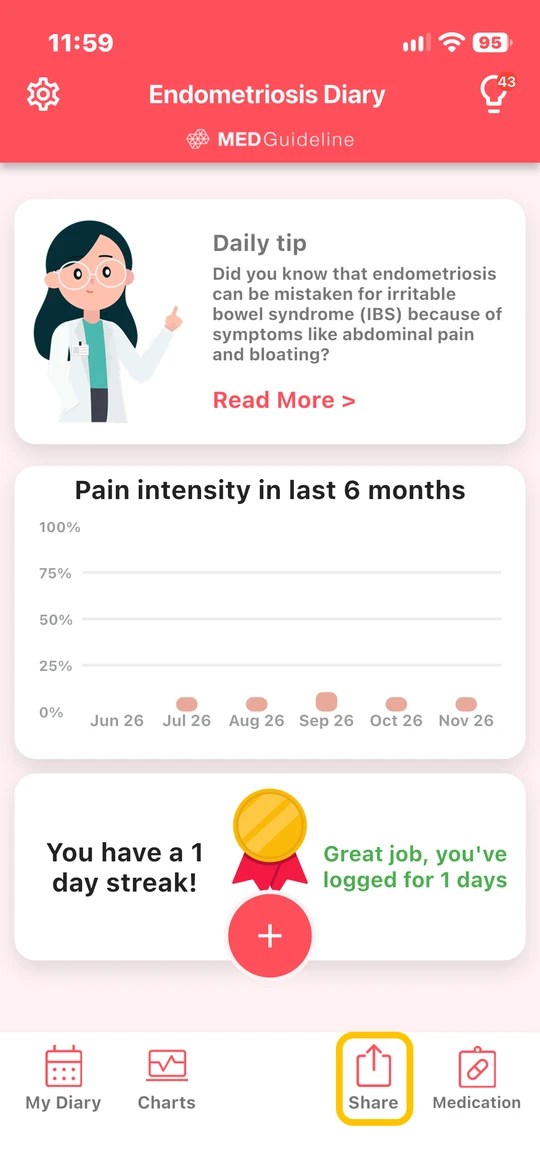 11:59
95
Endometriosis Diary
43
MEDGuideline
Daily tip
Did you know that endometriosis
can be mistaken for irritable
bowel syndrome (IBS) because of
symptoms like abdominal pain
and bloating?
Read More >
Pain intensity in last 6 months
100%
75%
50%
25%
0%
Jun 26 Jul 26 Aug 26 Sep 26 Oct 26 Nov 26
You have a 1
day streak!
Great job, you've
logged for 1 days
+
My Diary Charts Share Medication